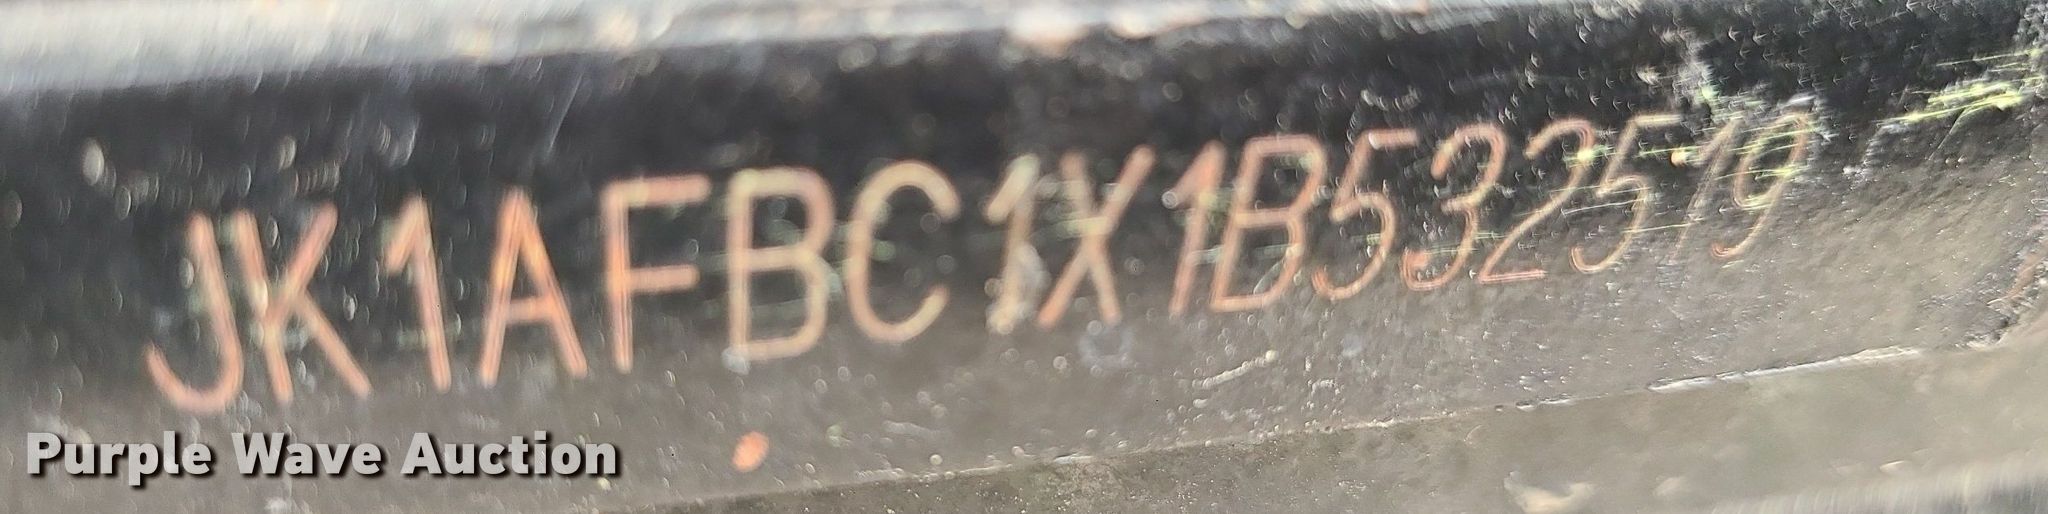 JK1AFBC1X1B532519
Purple Wave Auction